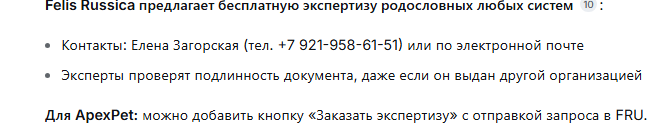 Felis Russica предлагает бесплатную экспертизу родословных любых систем 10 :
Контакты: Елена Загорская (тел. +7 921-958-61-51) или по электронной почте
Эксперты проверят подлинность документа, даже если он выдан другой организацией
Для ApexPet: можно добавить кнопку «Заказать экспертизу» с отправкой запроса в FRU.